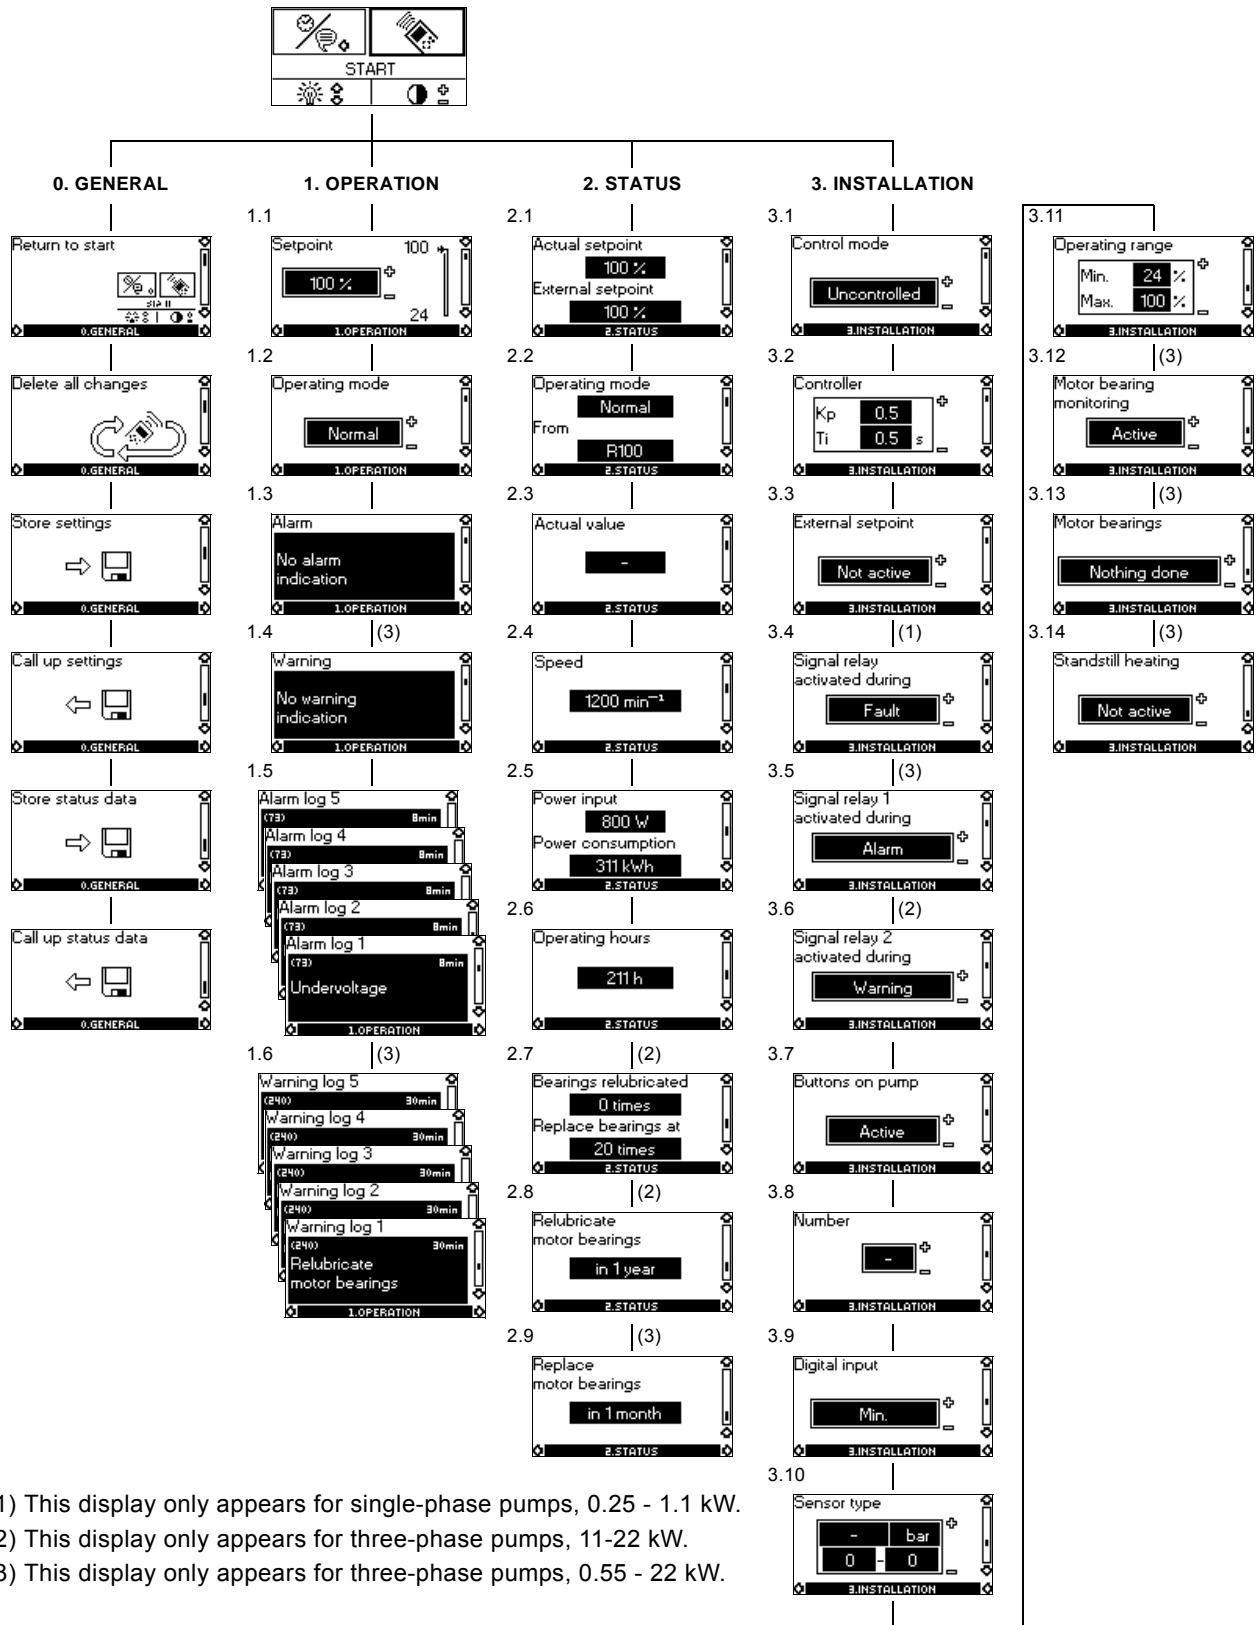 START
0. GENERAL
Return to start
START
0.GENERAL
Delete all changes
0.GENERAL
Store settings
0.GENERAL
Call up settings
0.GENERAL
Store status data
0.GENERAL
Call up status data
0.GENERAL
1. OPERATION
1.1
Setpoint
100
100 %
24
1.OPERATION
1.2
Operating mode
Normal
1.OPERATION
1.3
Alarm
No alarm
indication
1.OPERATION
1.4
(3)
Warning
No warning
indication
1.OPERATION
1.5
Alarm log 5
(73) 8min
Alarm log 4
(73) 8min
Alarm log 3
(73) 8min
Alarm log 2
(73) 8min
Alarm log 1
(73) 8min
Undervoltage
1.OPERATION
1.6
(3)
Warning log 5
(240) 30min
Warning log 4
(240) 30min
Warning log 3
(240) 30min
Warning log 2
(240) 30min
Warning log 1
(240) 30min
Relubricate
motor bearings
1.OPERATION
2. STATUS
2.1
Actual setpoint
100 %
External setpoint
100 %
2.STATUS
2.2
Operating mode
Normal
From
R100
2.STATUS
2.3
Actual value
-
2.STATUS
2.4
Speed
1200 min⁻¹
2.STATUS
2.5
Power input
800 W
Power consumption
311 kWh
2.STATUS
2.6
Operating hours
211 h
2.STATUS
2.7
(2)
Bearings relubricated
0 times
Replace bearings at
20 times
2.STATUS
2.8
(2)
Relubricate
motor bearings
in 1 year
2.STATUS
2.9
(3)
Replace
motor bearings
in 1 month
2.STATUS
3. INSTALLATION
3.1
Control mode
Uncontrolled
3.INSTALLATION
3.2
Controller
Kp 0.5
Ti 0.5 s
3.INSTALLATION
3.3
External setpoint
Not active
3.INSTALLATION
3.4
(1)
Signal relay
activated during
Fault
3.INSTALLATION
3.5
(3)
Signal relay 1
activated during
Alarm
3.INSTALLATION
3.6
(2)
Signal relay 2
activated during
Warning
3.INSTALLATION
3.7
Buttons on pump
Active
3.INSTALLATION
3.8
Number
-
3.INSTALLATION
3.9
Digital input
Min.
3.INSTALLATION
3.10
Sensor type
- bar
0 - 0
3.INSTALLATION
3.11
Operating range
Min. 24 %
Max. 100 %
3.INSTALLATION
3.12
(3)
Motor bearing
monitoring
Active
3.INSTALLATION
3.13
(3)
Motor bearings
Nothing done
3.INSTALLATION
3.14
(3)
Standstill heating
Not active
3.INSTALLATION
1) This display only appears for single-phase pumps, 0.25 - 1.1 kW.
2) This display only appears for three-phase pumps, 11-22 kW.
3) This display only appears for three-phase pumps, 0.55 - 22 kW.